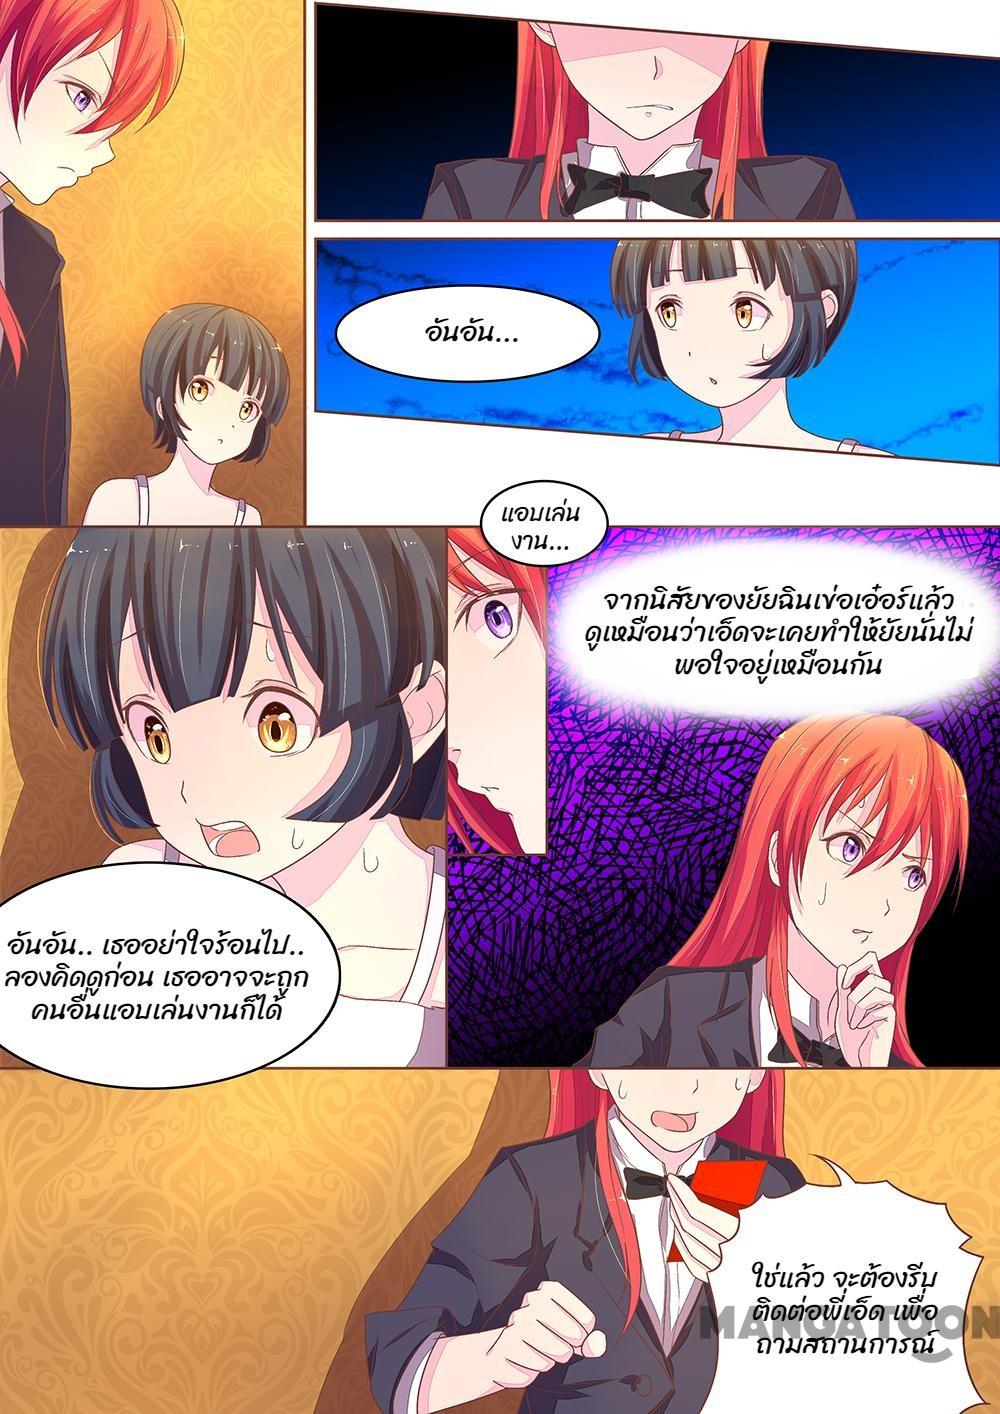 อันอัน...
แอบเล่น
งาน...
จากนิสัยของยัยฉินเข่อเอ๋อร์แล้ว
ดูเหมือนว่าเอ็ดจะเคยทำให้ยัยนั่นไม่
พอใจอยู่เหมือนกัน
อันอัน.. เธออย่าใจร้อนไป..
ลองคิดดูก่อน เธออาจจะถูก
คนอื่นแอบเล่นงานก็ได้
ใช่แล้ว จะต้องรีบ
ติดต่อพี่เอ็ด เพื่อ
ถามสถานการณ์
MANGATOON